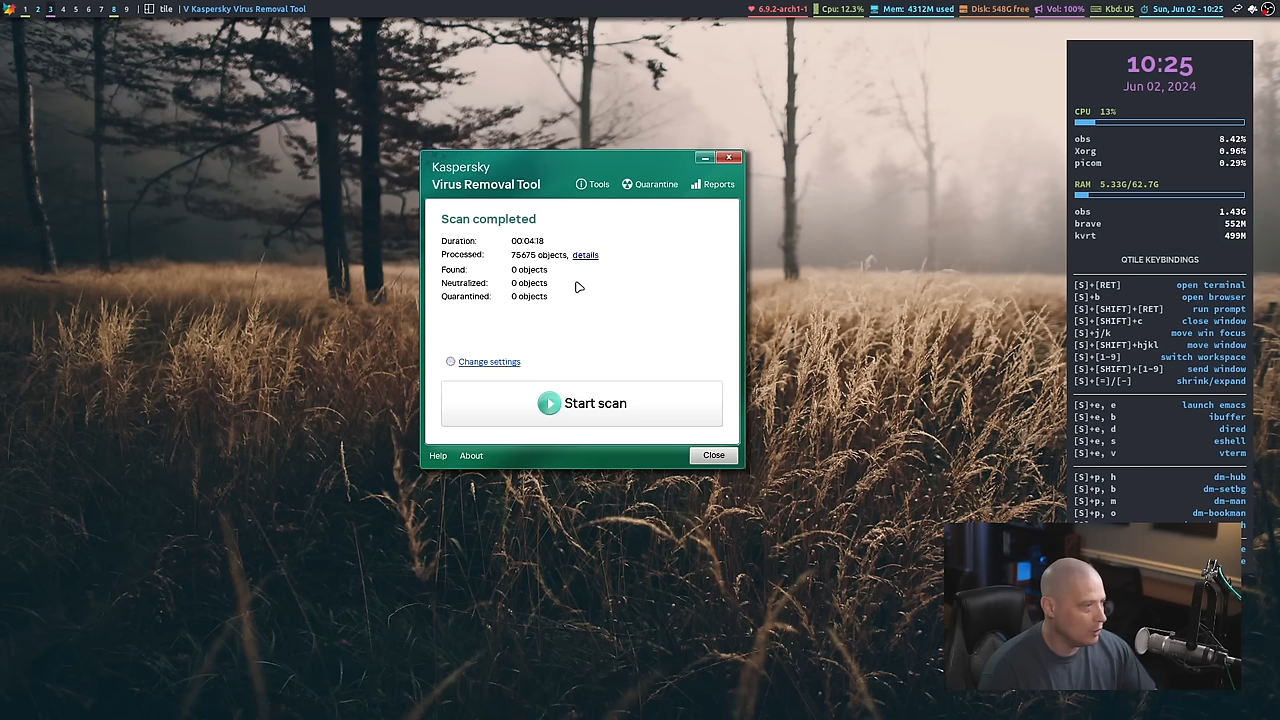 1 2 3 4 5 6 7 8 9 | tile | V Kaspersky Virus Removal Tool
6.9.2-arch1-1 Cpu: 12.3% Mem: 4312M used Disk: 548G free Vol: 100% Kbd: US Sun, Jun 02 - 10:25
Kaspersky
Virus Removal Tool
Tools Quarantine Reports
Scan completed
Duration: 00:04:18
Processed: 75675 objects, details
Found: 0 objects
Neutralized: 0 objects
Quarantined: 0 objects
Change settings
Start scan
Help About Close
10:25
Jun 02, 2024
CPU 13%
obs 8.42%
Xorg 0.96%
picom 0.29%
RAM 5.33G/62.7G
obs 1.43G
brave 552M
kvrt 499M
QTILE KEYBINDINGS
[S]+[RET] open terminal
[S]+b open browser
[S]+[SHIFT]+[RET] run prompt
[S]+[SHIFT]+c close window
[S]+j/k move win focus
[S]+[SHIFT]+hjkl move window
[S]+[1-9] switch workspace
[S]+[SHIFT]+[1-9] send window
[S]+[=]/[-] shrink/expand
[S]+e, e launch emacs
[S]+e, b ibuffer
[S]+e, d dired
[S]+e, s eshell
[S]+e, v vterm
[S]+p, h dm-hub
[S]+p, b dm-setbg
[S]+p, m dm-man
[S]+p, o dm-bookman